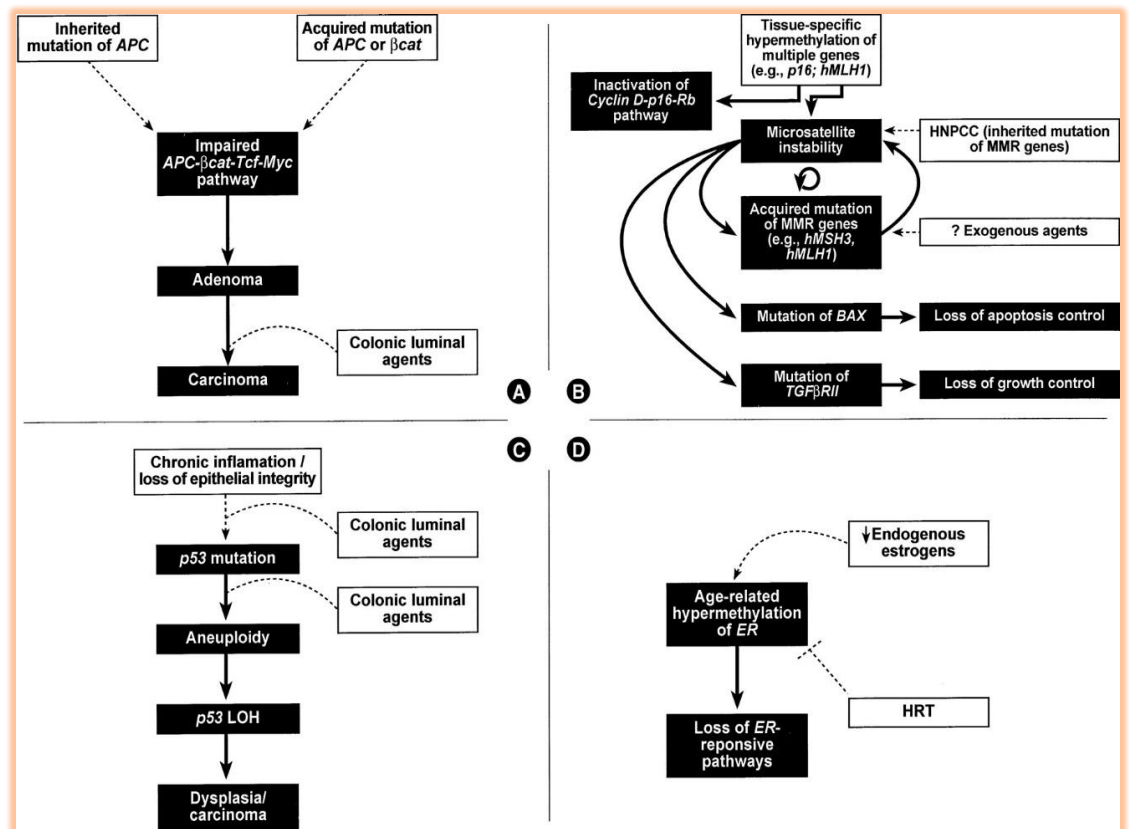 Inherited
mutation of APC
Acquired mutation
of APC or βcat
Impaired
APC-βcat-Tcf-Myc
pathway
Adenoma
Colonic luminal
agents
Carcinoma
A
Tissue-specific
hypermethylation of
multiple genes
(e.g., p16; hMLH1)
Inactivation of
Cyclin D-p16-Rb
pathway
Microsatellite
instability
HNPCC (inherited mutation
of MMR genes)
Acquired mutation
of MMR genes
(e.g., hMSH3,
hMLH1)
? Exogenous agents
Mutation of BAX
Loss of apoptosis control
Mutation of
TGFβRII
Loss of growth control
B
C
Chronic inflamation /
loss of epithelial integrity
Colonic luminal
agents
p53 mutation
Colonic luminal
agents
Aneuploidy
p53 LOH
Dysplasia/
carcinoma
D
↓Endogenous
estrogens
Age-related
hypermethylation
of ER
HRT
Loss of ER-
reponsive
pathways